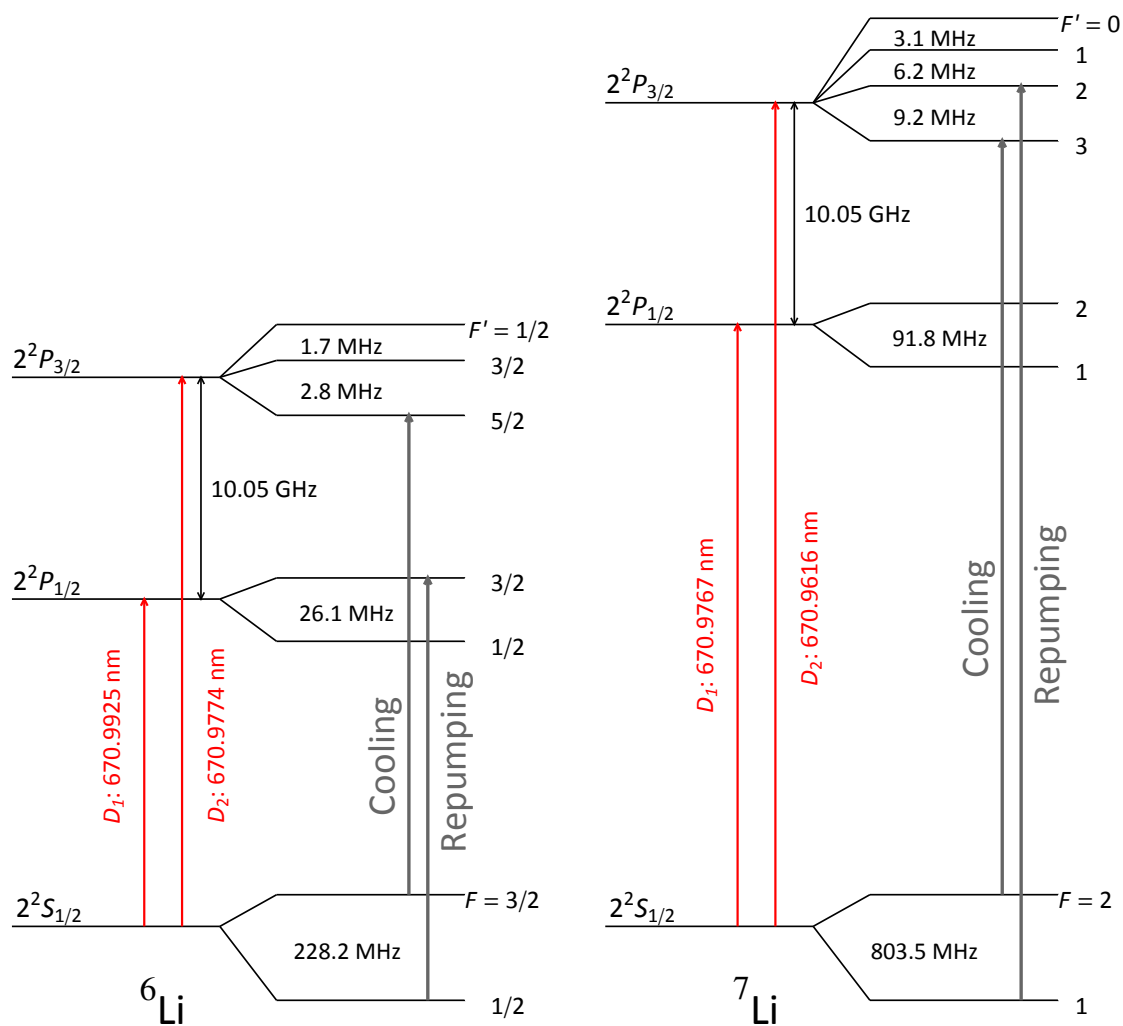 F' = 0
3.1 MHz
1
6.2 MHz
2²P₃/₂
2
9.2 MHz
3
10.05 GHz
2
2²P₁/₂
91.8 MHz
1
D₁: 670.9767 nm
D₂: 670.9616 nm
Cooling
Repumping
F = 2
2²S₁/₂
803.5 MHz
1
⁷Li
F' = 1/2
1.7 MHz
2²P₃/₂
3/2
2.8 MHz
5/2
10.05 GHz
3/2
2²P₁/₂
26.1 MHz
1/2
D₁: 670.9925 nm
D₂: 670.9774 nm
Cooling
Repumping
F = 3/2
2²S₁/₂
228.2 MHz
1/2
⁶Li